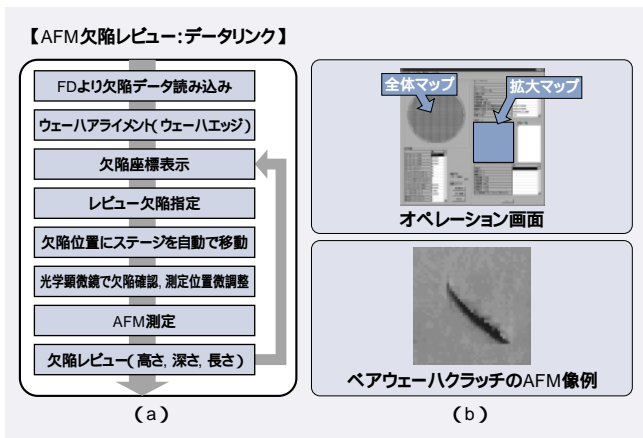 【AFM欠陥レビュー:データリンク】
FDより欠陥データ読み込み
ウェーハアライメント(ウェーハエッジ)
欠陥座標表示
レビュー欠陥指定
欠陥位置にステージを自動で移動
光学顕微鏡で欠陥確認, 測定位置微調整
AFM測定
欠陥レビュー(高さ, 深さ, 長さ)
(a)
全体マップ
拡大マップ
オペレーション画面
ベアウェーハクラッチのAFM像例
(b)